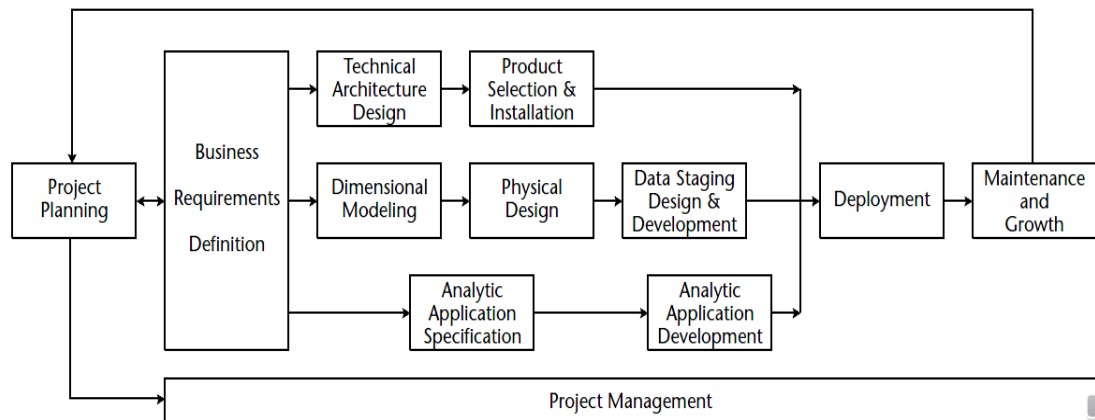 Technical
Architecture
Design
Product
Selection &
Installation
Business
Requirements
Definition
Project
Planning
Dimensional
Modeling
Physical
Design
Data Staging
Design &
Development
Deployment
Maintenance
and
Growth
Analytic
Application
Specification
Analytic
Application
Development
Project Management